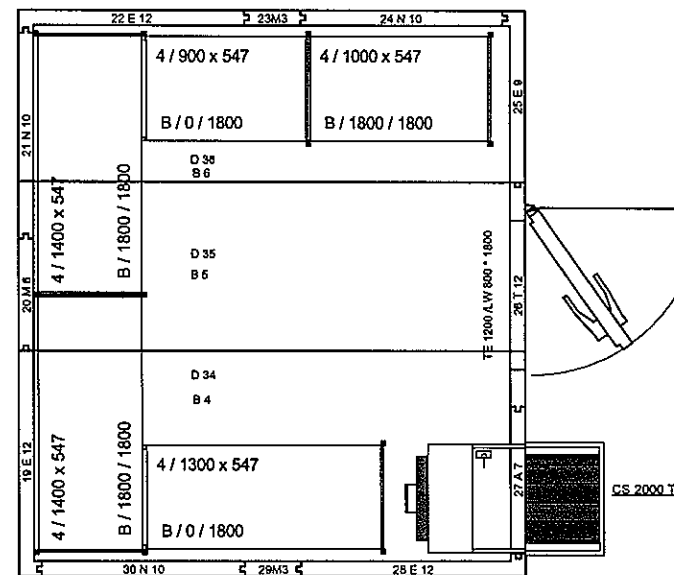 22 E 12
23M3
24 N 10
4 / 900 x 547
4 / 1000 x 547
B / 0 / 1800
B / 1800 / 1800
25 E 9
21 N 10
4 / 1400 x 547
B / 1800 / 1800
D 36
B 6
D 35
B 5
20 M 6
TE 1200 /LW 800 * 1800
26 T 12
D 34
B 4
19 E 12
4 / 1400 x 547
B / 1800 / 1800
4 / 1300 x 547
B / 0 / 1800
27 A 7
CS 2000 T
30 N 10
29M3
28 E 12